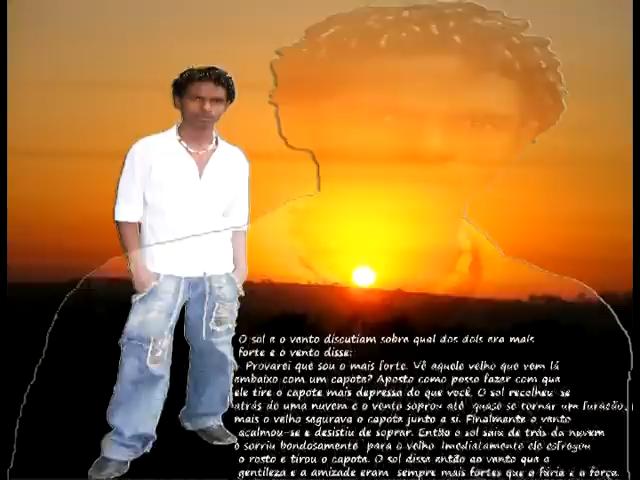 O sol e o vento discutiam sobre qual dos dois era mais
forte e o vento disse:
- Provarei que sou o mais forte. Vê aquele velho que vem lá
embaixo com um capote? Aposto como posso fazer com que
ele tire o capote mais depressa do que você. O sol recolheu-se
atrás de uma nuvem e o vento soprou até quase se tornar um furacão,
mais o velho segurava o capote junto a si. Finalmente o vento
acalmou-se e desistiu de soprar. Então o sol saiu de trás da nuvem
e sorriu bondosamente para o velho. Imediatamente ele esfregou
o rosto e tirou o capote. O sol disse então ao vento que a
gentileza e a amizade eram sempre mais fortes que a fúria e a força.